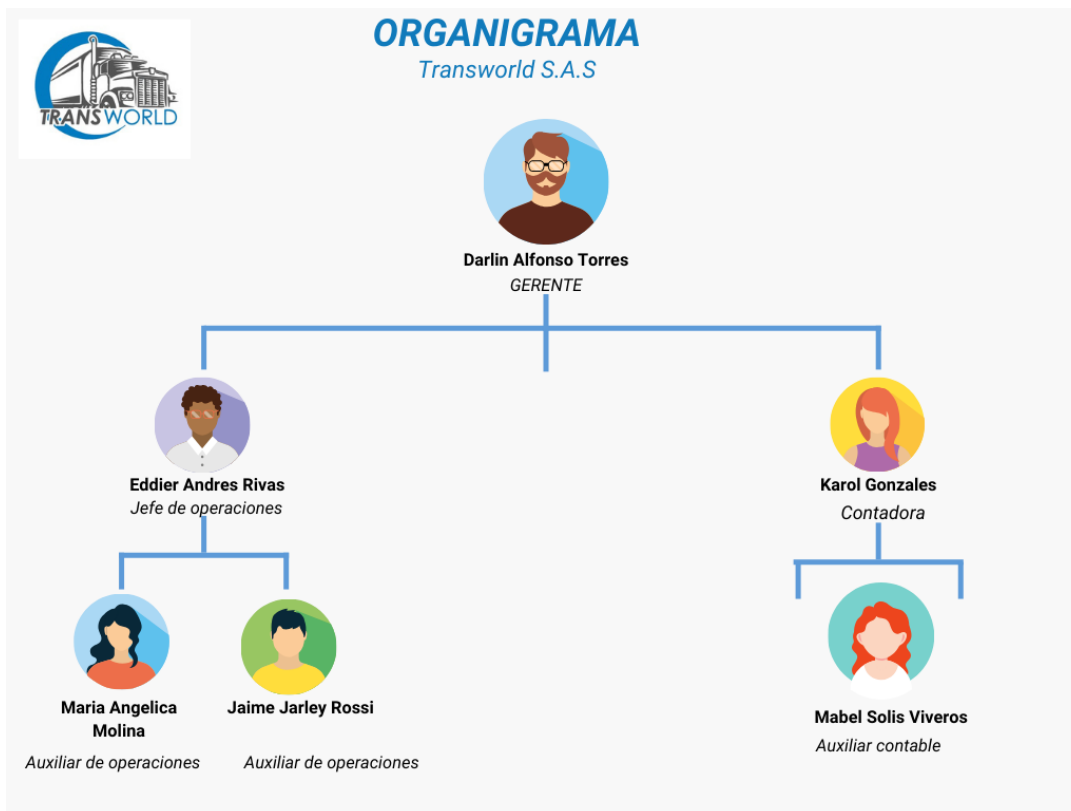 ORGANIGRAMA
Transworld S.A.S
TRANSWORLD
Darlin Alfonso Torres
GERENTE
Eddier Andres Rivas
Jefe de operaciones
Karol Gonzales
Contadora
Maria Angelica
Molina
Auxiliar de operaciones
Jaime Jarley Rossi
Auxiliar de operaciones
Mabel Solis Viveros
Auxiliar contable